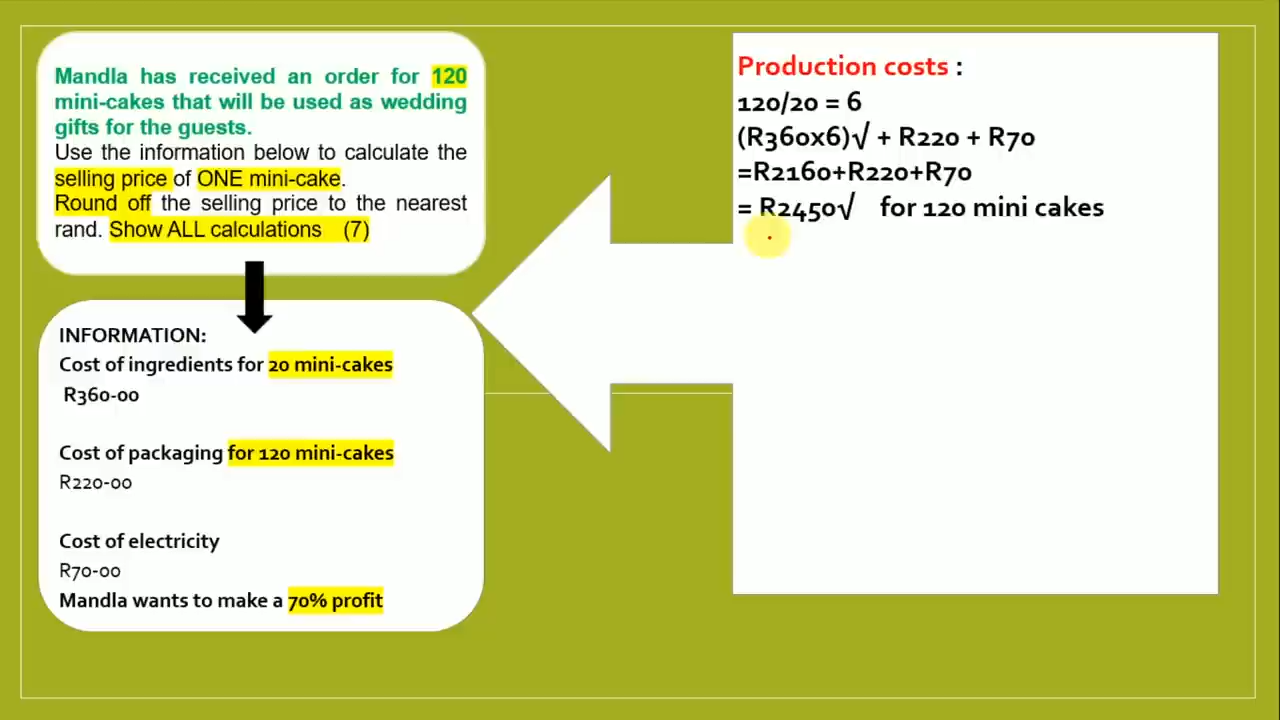 Mandla has received an order for 120
mini-cakes that will be used as wedding
gifts for the guests.
Use the information below to calculate the
selling price of ONE mini-cake.
Round off the selling price to the nearest
rand. Show ALL calculations (7)
INFORMATION:
Cost of ingredients for 20 mini-cakes
R360-00
Cost of packaging for 120 mini-cakes
R220-00
Cost of electricity
R70-00
Mandla wants to make a 70% profit
Production costs :
120/20 = 6
(R360x6)√ + R220 + R70
=R2160+R220+R70
= R2450√ for 120 mini cakes